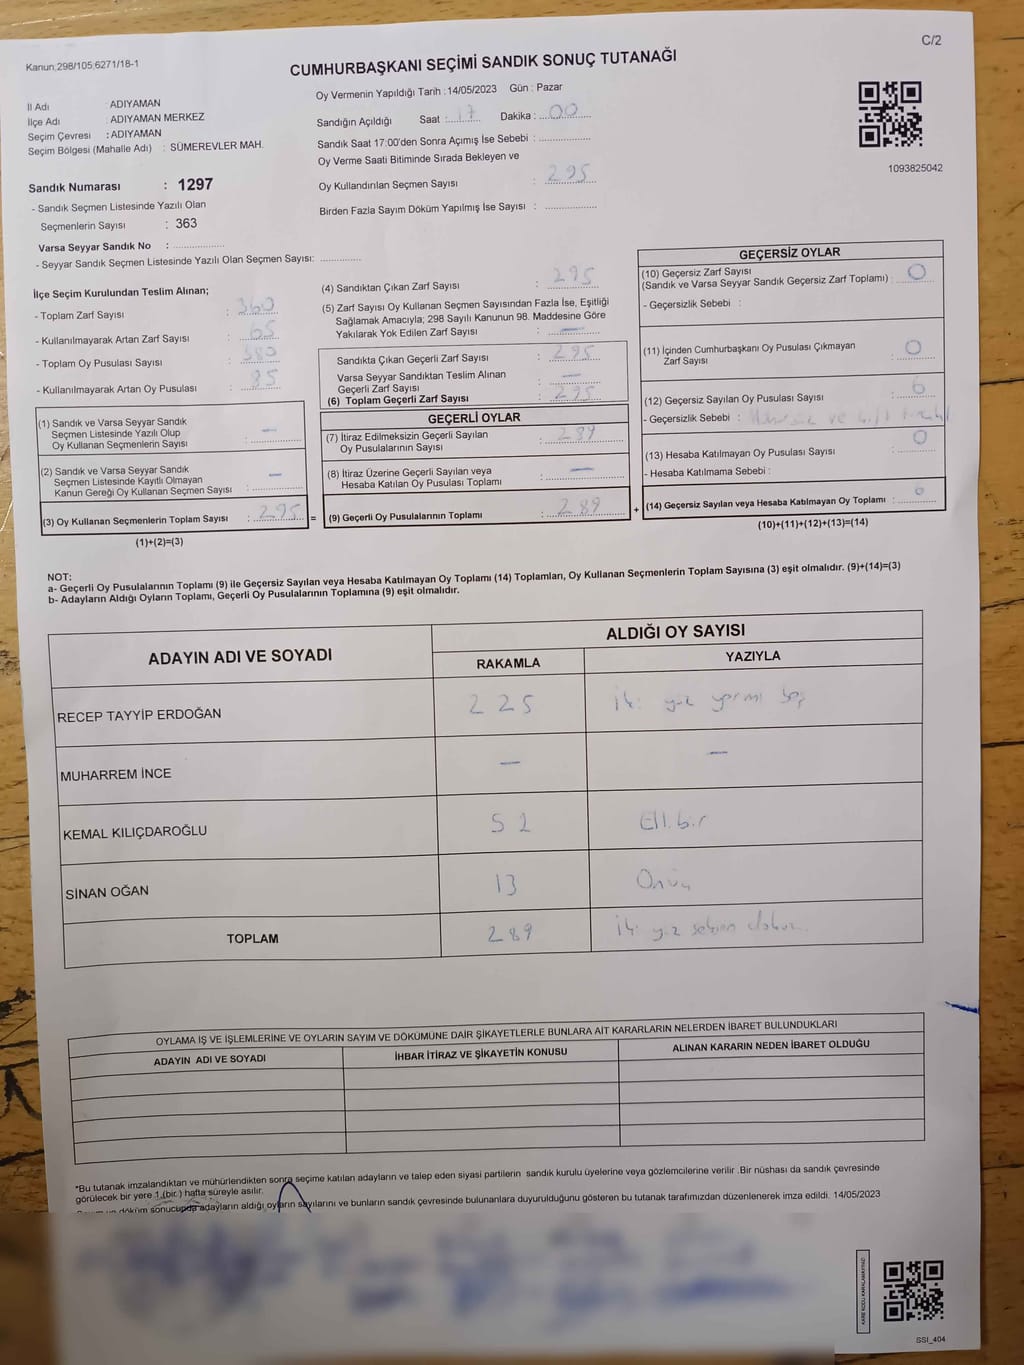 C/2
Kanun;298/105;6271/18-1
CUMHURBAŞKANI SEÇİMİ SANDIK SONUÇ TUTANAĞI
İl Adı : ADIYAMAN
İlçe Adı : ADIYAMAN MERKEZ
Seçim Çevresi : ADIYAMAN
Seçim Bölgesi (Mahalle Adı) : SÜMEREVLER MAH.
Sandık Numarası : 1297
- Sandık Seçmen Listesinde Yazılı Olan
Seçmenlerin Sayısı : 363
Varsa Seyyar Sandık No : ....................
- Seyyar Sandık Seçmen Listesinde Yazılı Olan Seçmen Sayısı: ..............
Oy Vermenin Yapıldığı Tarih : 14/05/2023 Gün : Pazar
Sandığın Açıldığı Saat : 17 Dakika : 00
Sandık Saat 17:00'den Sonra Açımış İse Sebebi : ....................
Oy Verme Saati Bitiminde Sırada Bekleyen ve
Oy Kullandırılan Seçmen Sayısı : 295
Birden Fazla Sayım Döküm Yapılmış İse Sayısı : ....................
1093825042
İlçe Seçim Kurulundan Teslim Alınan;
- Toplam Zarf Sayısı : 360
- Kullanılmayarak Artan Zarf Sayısı : 65
- Toplam Oy Pusulası Sayısı : 380
- Kullanılmayarak Artan Oy Pusulası : 85
(1) Sandık ve Varsa Seyyar Sandık
Seçmen Listesinde Yazılı Olup
Oy Kullanan Seçmenlerin Sayısı : —
(2) Sandık ve Varsa Seyyar Sandık
Seçmen Listesinde Kayıtlı Olmayan
Kanun Gereği Oy Kullanan Seçmen Sayısı : —
(3) Oy Kullanan Seçmenlerin Toplam Sayısı : 295 =
(1)+(2)=(3)
(4) Sandıktan Çıkan Zarf Sayısı : 295
(5) Zarf Sayısı Oy Kullanan Seçmen Sayısından Fazla İse, Eşitliği
Sağlamak Amacıyla; 298 Sayılı Kanunun 98. Maddesine Göre
Yakılarak Yok Edilen Zarf Sayısı : —
Sandıkta Çıkan Geçerli Zarf Sayısı : 295
Varsa Seyyar Sandıktan Teslim Alınan
Geçerli Zarf Sayısı : —
(6) Toplam Geçerli Zarf Sayısı : 295
GEÇERLİ OYLAR
(7) İtiraz Edilmeksizin Geçerli Sayılan
Oy Pusulalarının Sayısı : 289
(8) İtiraz Üzerine Geçerli Sayılan veya
Hesaba Katılan Oy Pusulası Toplamı : —
(9) Geçerli Oy Pusulalarının Toplamı : 289 +
GEÇERSİZ OYLAR
(10) Geçersiz Zarf Sayısı
(Sandık ve Varsa Seyyar Sandık Geçersiz Zarf Toplamı) : 0
- Geçersizlik Sebebi :
(11) İçinden Cumhurbaşkanı Oy Pusulası Çıkmayan
Zarf Sayısı : 0
(12) Geçersiz Sayılan Oy Pusulası Sayısı : 6
- Geçersizlik Sebebi : ve
(13) Hesaba Katılmayan Oy Pusulası Sayısı : 0
- Hesaba Katılmama Sebebi :
(14) Geçersiz Sayılan veya Hesaba Katılmayan Oy Toplamı : 0
(10)+(11)+(12)+(13)=(14)
NOT:
a- Geçerli Oy Pusulalarının Toplamı (9) ile Geçersiz Sayılan veya Hesaba Katılmayan Oy Toplamı (14) Toplamları, Oy Kullanan Seçmenlerin Toplam Sayısına (3) eşit olmalıdır. (9)+(14)=(3)
b- Adayların Aldığı Oyların Toplamı, Geçerli Oy Pusulalarının Toplamına (9) eşit olmalıdır.
ADAYIN ADI VE SOYADI ALDIĞI OY SAYISI
RAKAMLA YAZIYLA
RECEP TAYYİP ERDOĞAN 225 iki yüz yirmi beş
MUHARREM İNCE — —
KEMAL KILIÇDAROĞLU 52 Elli bir
SİNAN OĞAN 13 Onüç
TOPLAM 289 iki yüz seksen dokuz
OYLAMA İŞ VE İŞLEMLERİNE VE OYLARIN SAYIM VE DÖKÜMÜNE DAİR ŞİKAYETLERLE BUNLARA AİT KARARLARIN NELERDEN İBARET BULUNDUKLARI
ADAYIN ADI VE SOYADI İHBAR İTİRAZ VE ŞİKAYETİN KONUSU ALINAN KARARIN NEDEN İBARET OLDUĞU
*Bu tutanak imzalandıktan ve mühürlendikten sonra seçime katılan adayların ve talep eden siyasi partilerin sandık kurulu üyelerine veya gözlemcilerine verilir .Bir nüshası da sandık çevresinde
görülecek bir yere 1 (bir.) hafta süreyle asılır.
döküm sonucunda adayların aldığı oyların sayılarını ve bunların sandık çevresinde bulunanlara duyurulduğunu gösteren bu tutanak tarafımızdan düzenlenerek imza edildi. 14/05/2023
KARE KODU KARALAMAYINIZ!
SSI_404